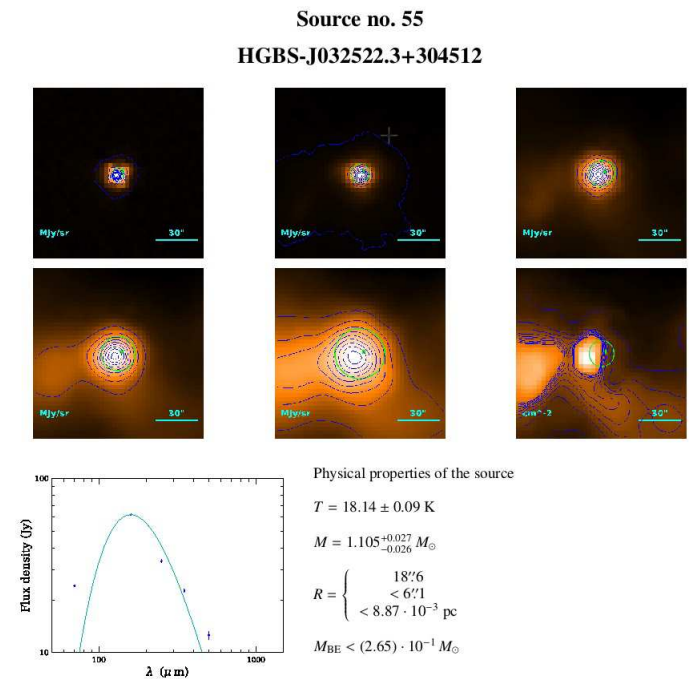 Source no. 55
HGBS-J032522.3+304512
MJy/sr 30"
MJy/sr 30"
MJy/sr 30"
MJy/sr 30"
MJy/sr 30"
cm^-2 30"
Physical properties of the source
T = 18.14 ± 0.09 K
M = 1.105 +0.027 −0.026 M⊙
R = { 18″.6
< 6″.1
< 8.87 · 10⁻³ pc
M_BE < (2.65) · 10⁻¹ M⊙
100
Flux density (Jy)
10
100 1000
λ (μm)